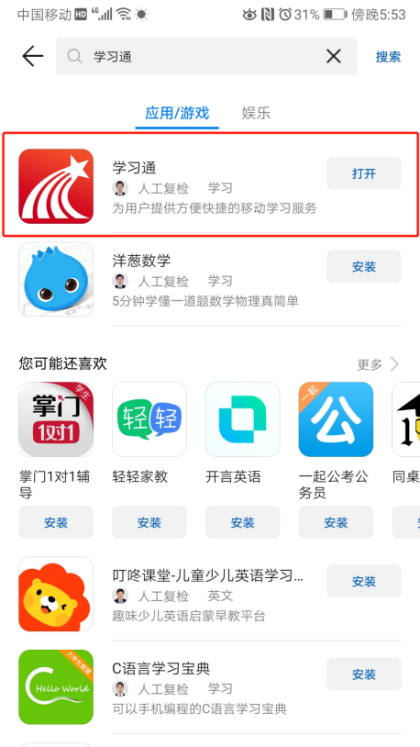 中国移动 HD 46 31% 傍晚5:53
学习通 搜索
应用/游戏 娱乐
学习通
人工复检 学习
打开
为用户提供方便快捷的移动学习服务
洋葱数学
人工复检 学习
安装
5分钟学懂一道题数学物理真简单
您可能还喜欢 更多
掌门
1对1
学生
轻轻
一起
公
1
掌门1对1辅导
轻轻家教
开言英语
一起公考公务员
同桌
安装 安装 安装 安装
叮咚课堂-儿童少儿英语学习...
人工复检 英文
安装
趣味少儿英语启蒙早教平台
Hello World
C语言学习宝典
人工复检 学习
安装
可以手机编程的C语言学习宝典